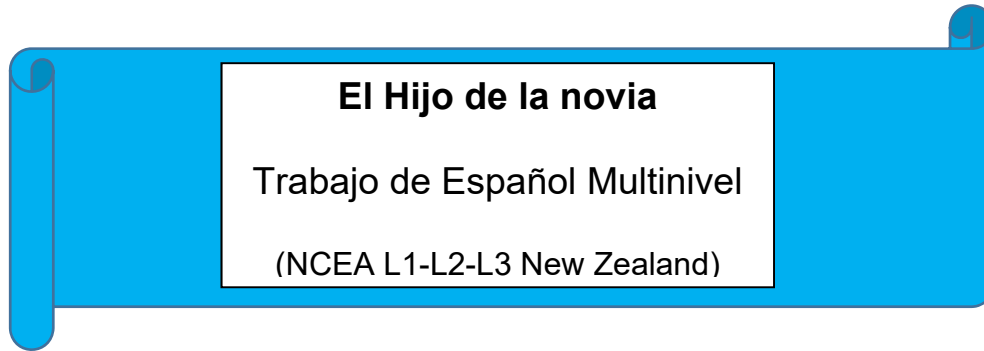 El Hijo de la novia
Trabajo de Español Multinivel
(NCEA L1-L2-L3 New Zealand)